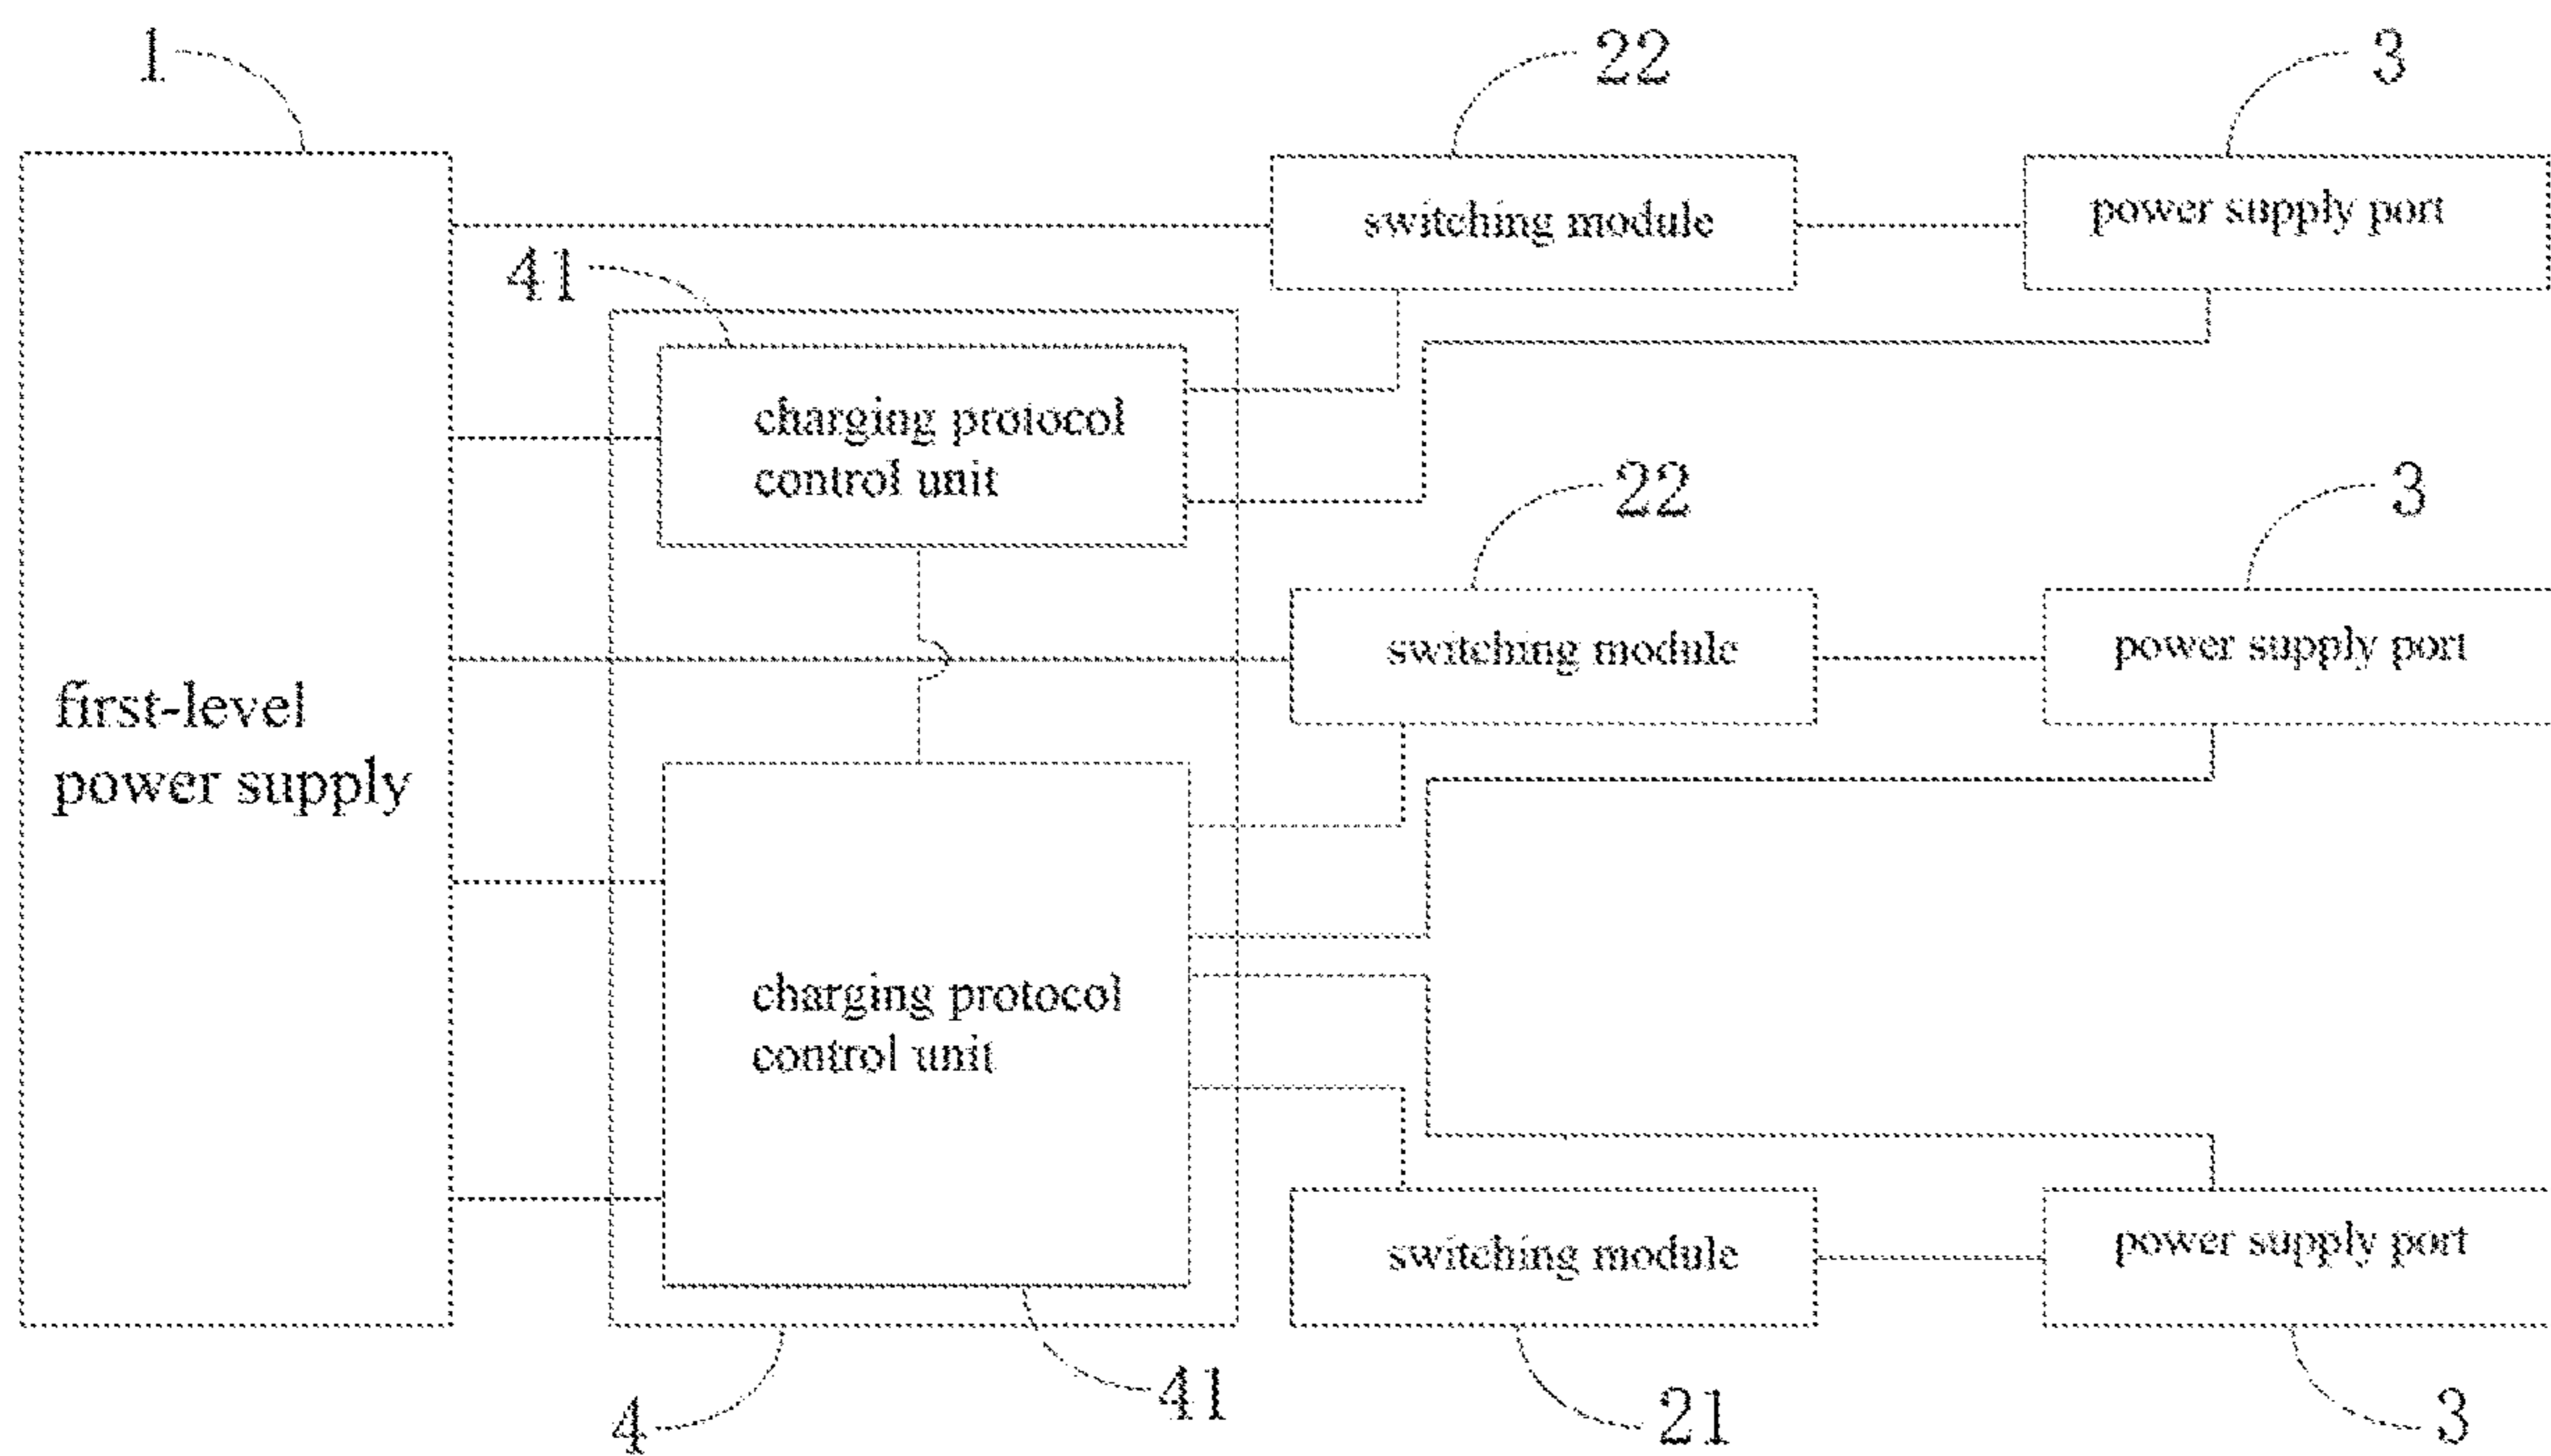 1
22
3
switching module
power supply port
41
charging protocol
control unit
22
3
switching module
power supply port
first-level
power supply
charging protocol
control unit
switching module
power supply port
4
41
21
3